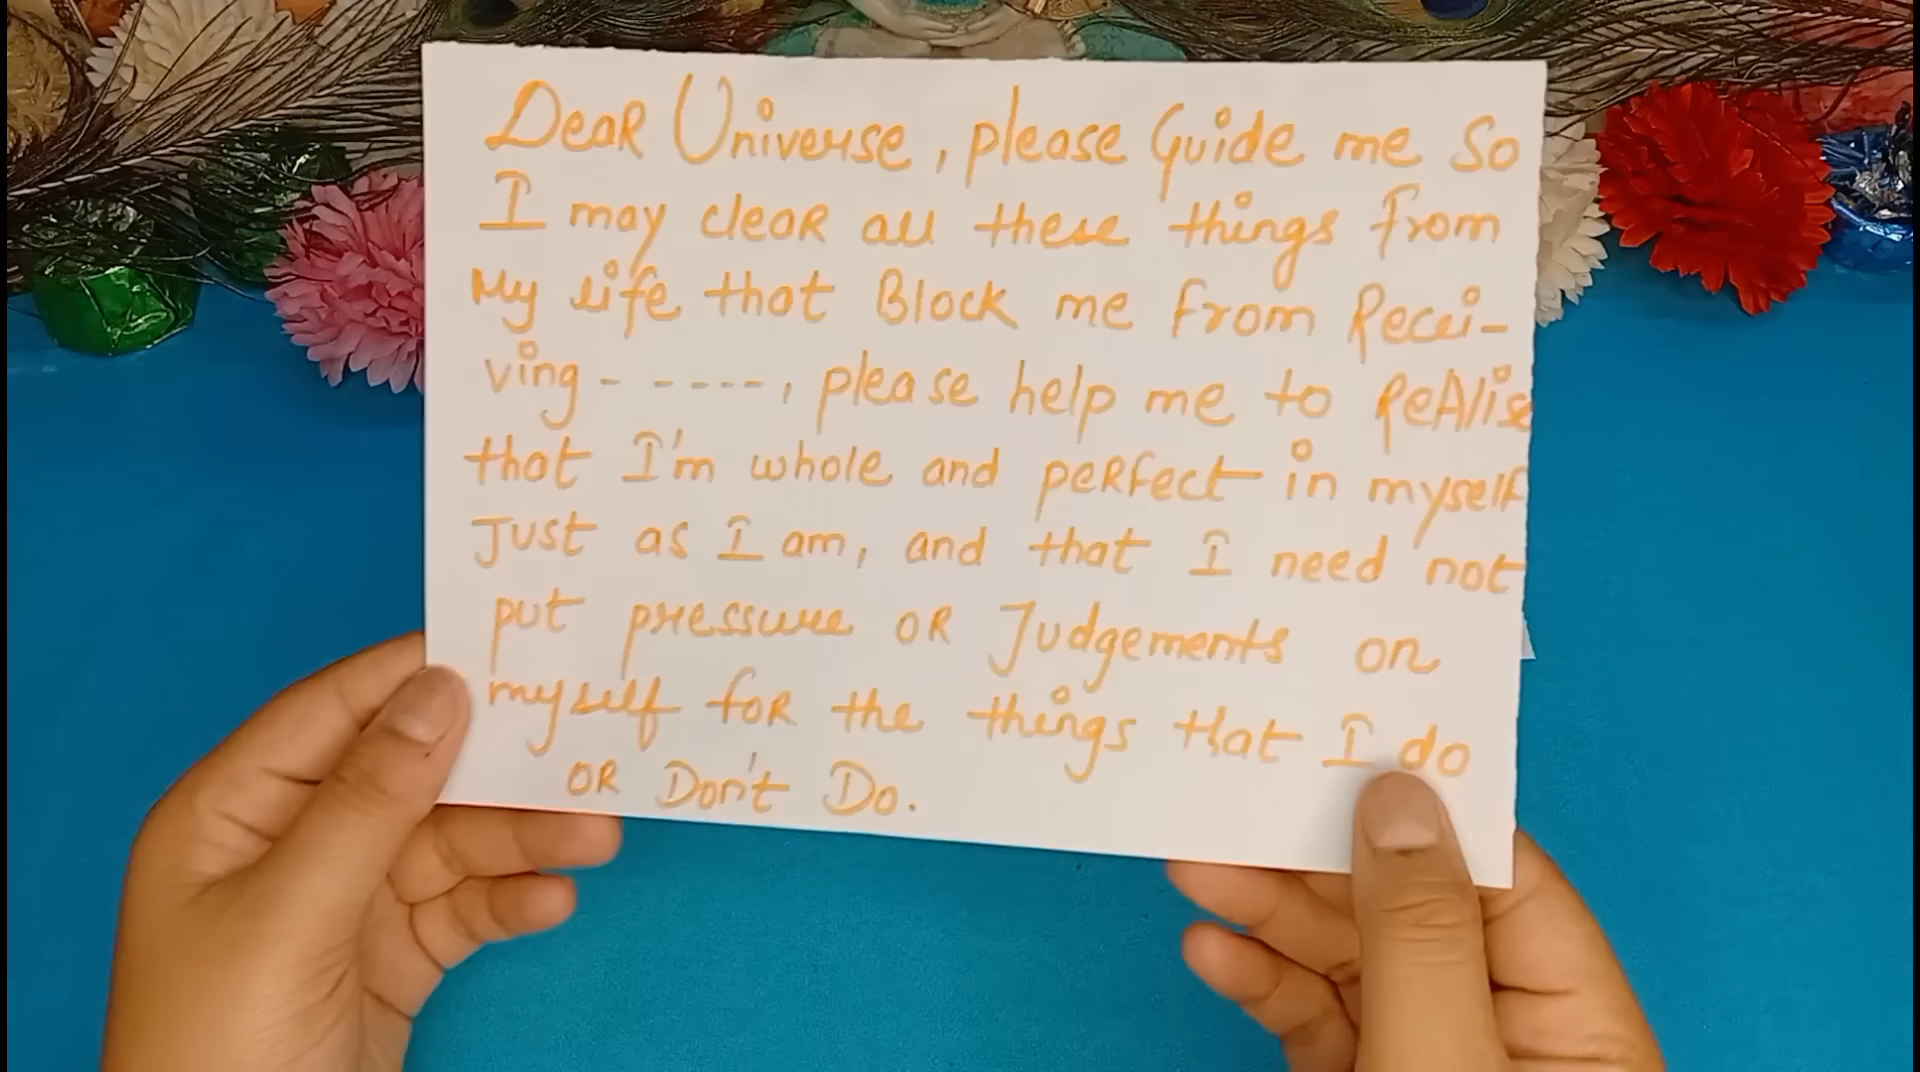 Dear Universe, please Guide me so
I may clear all these things from
My life that Block me from Recei-
ving - - - - - -, please help me to ReAlise
that I'm whole and perfect in myself
Just as I am, and that I need not
put pressure OR Judgements on
myself for the things that I do
OR Don't Do.